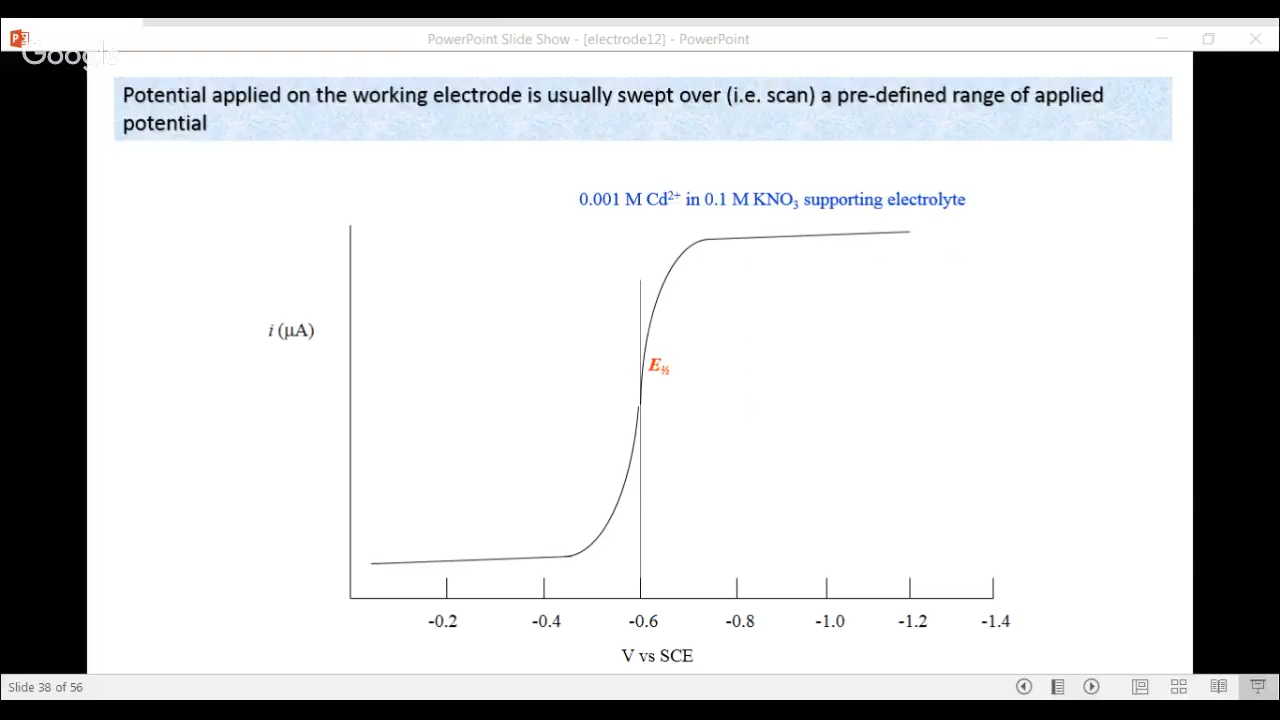 PowerPoint Slide Show - [electrode12] - PowerPoint
Google
Potential applied on the working electrode is usually swept over (i.e. scan) a pre-defined range of applied
potential
0.001 M Cd²⁺ in 0.1 M KNO₃ supporting electrolyte
i (µA)
E½
-0.2 -0.4 -0.6 -0.8 -1.0 -1.2 -1.4
V vs SCE
Slide 38 of 56